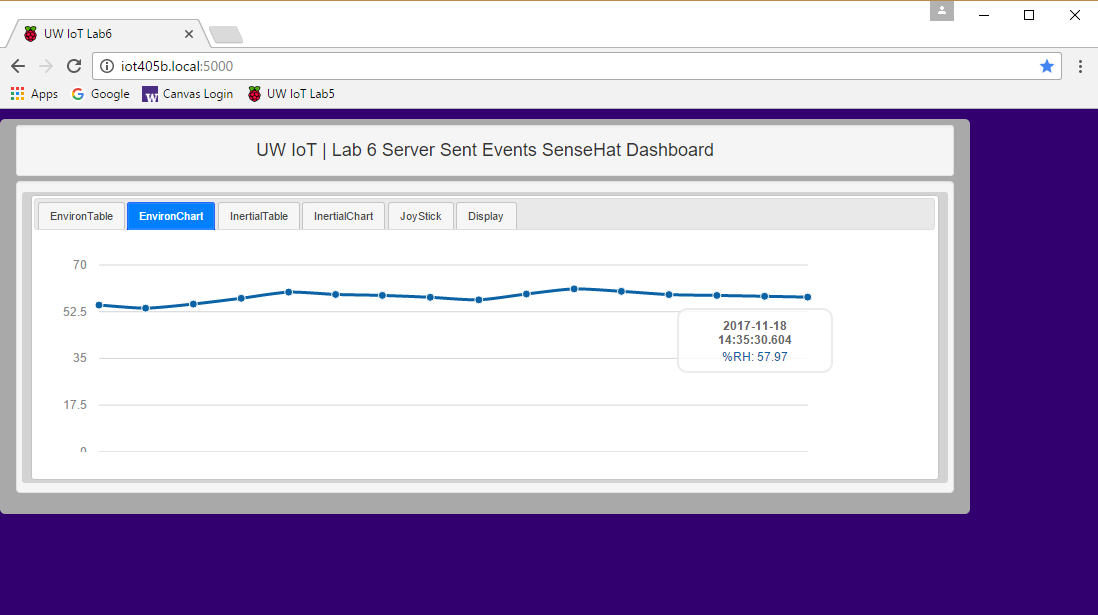 UW IoT Lab6
iot405b.local:5000
Apps Google Canvas Login UW IoT Lab5
UW IoT | Lab 6 Server Sent Events SenseHat Dashboard
EnvironTable EnvironChart InertialTable InertialChart JoyStick Display
70
52.5
35
17.5
0
2017-11-18
14:35:30.604
%RH: 57.97